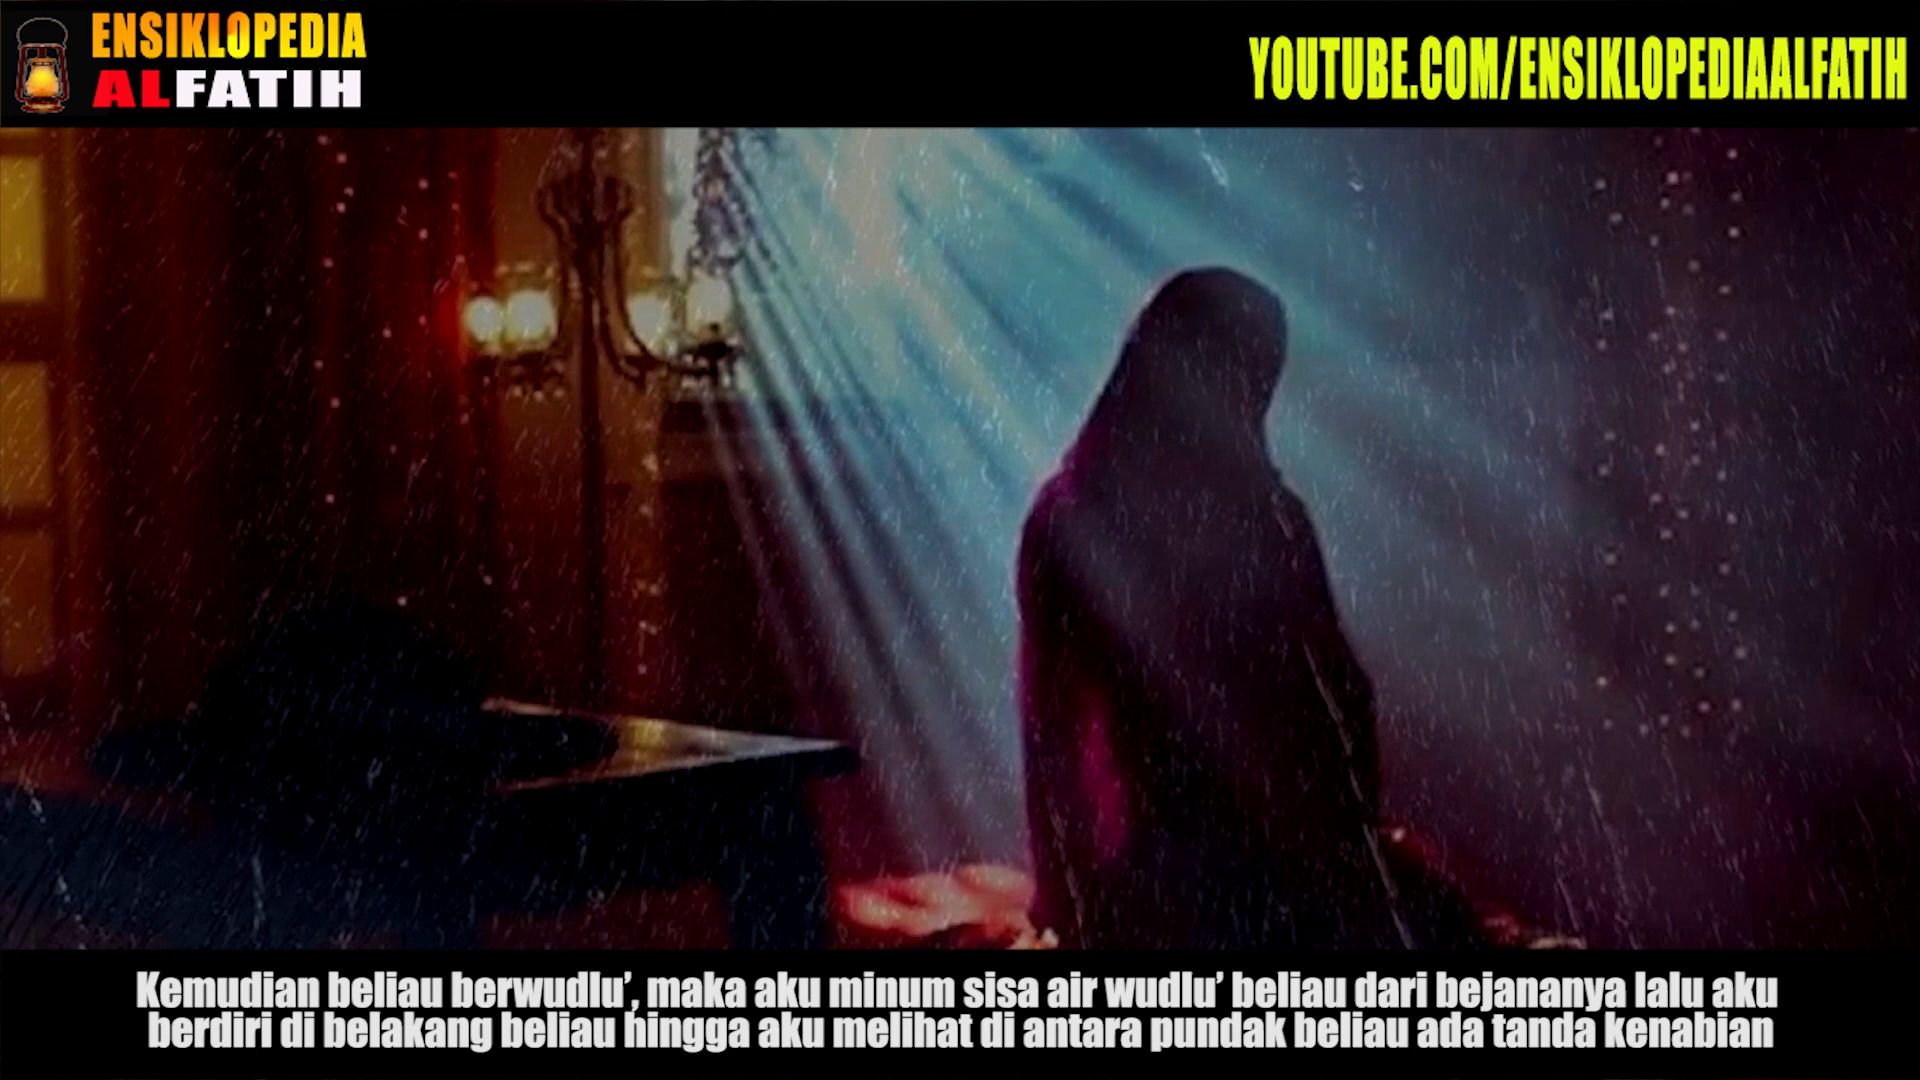 ENSIKLOPEDIA
ALFATIH
YOUTUBE.COM/ENSIKLOPEDIAALFATIH
Kemudian beliau berwudlu’, maka aku minum sisa air wudlu’ beliau dari bejananya lalu aku
berdiri di belakang beliau hingga aku melihat di antara pundak beliau ada tanda kenabian